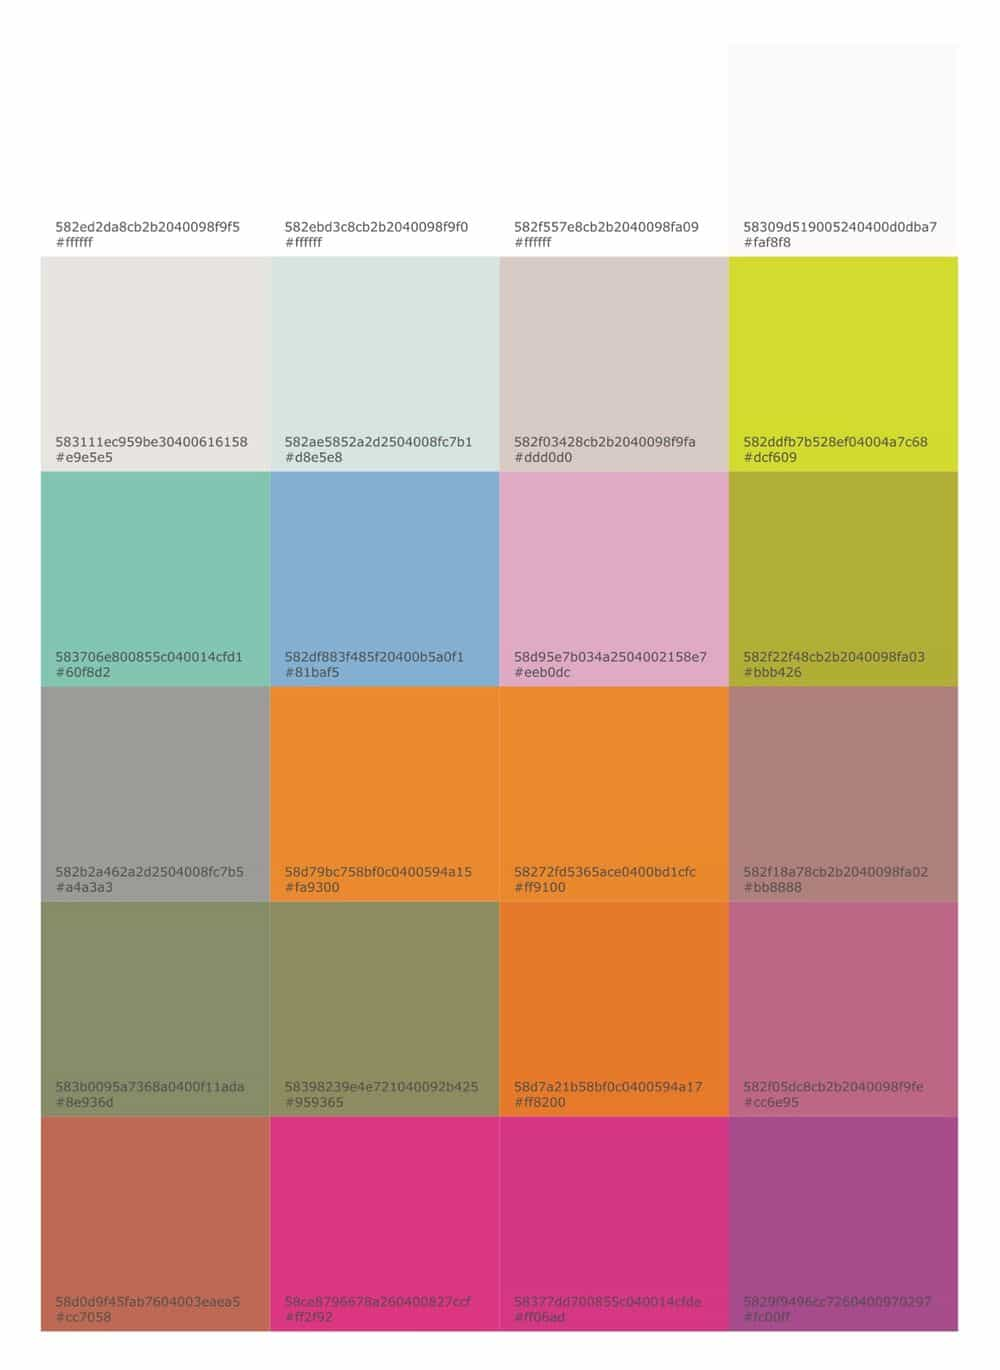 582ed2da8cb2b2040098f9f5
#ffffff
582ebd3c8cb2b2040098f9f0
#ffffff
582f557e8cb2b2040098fa09
#ffffff
58309d519005240400d0dba7
#faf8f8
583111ec959be30400616158
#e9e5e5
582ae5852a2d2504008fc7b1
#d8e5e8
582f03428cb2b2040098f9fa
#ddd0d0
582ddfb7b528ef04004a7c68
#dcf609
583706e800855c040014cfd1
#60f8d2
582df883f485f20400b5a0f1
#81baf5
58d95e7b034a2504002158e7
#eeb0dc
582f22f48cb2b2040098fa03
#bbb426
582b2a462a2d2504008fc7b5
#a4a3a3
58d79bc758bf0c0400594a15
#fa9300
58272fd5365ace0400bd1cfc
#ff9100
582f18a78cb2b2040098fa02
#bb8888
583b0095a7368a0400f11ada
#8e936d
58398239e4e721040092b425
#959365
58d7a21b58bf0c0400594a17
#ff8200
582f05dc8cb2b2040098f9fe
#cc6e95
58d0d9f45fab7604003eaea5
#cc7058
58ce8796678a260400827ccf
#ff2f92
58377dd700855c040014cfde
#ff06ad
5829f9496cc7260400970297
#fc00ff